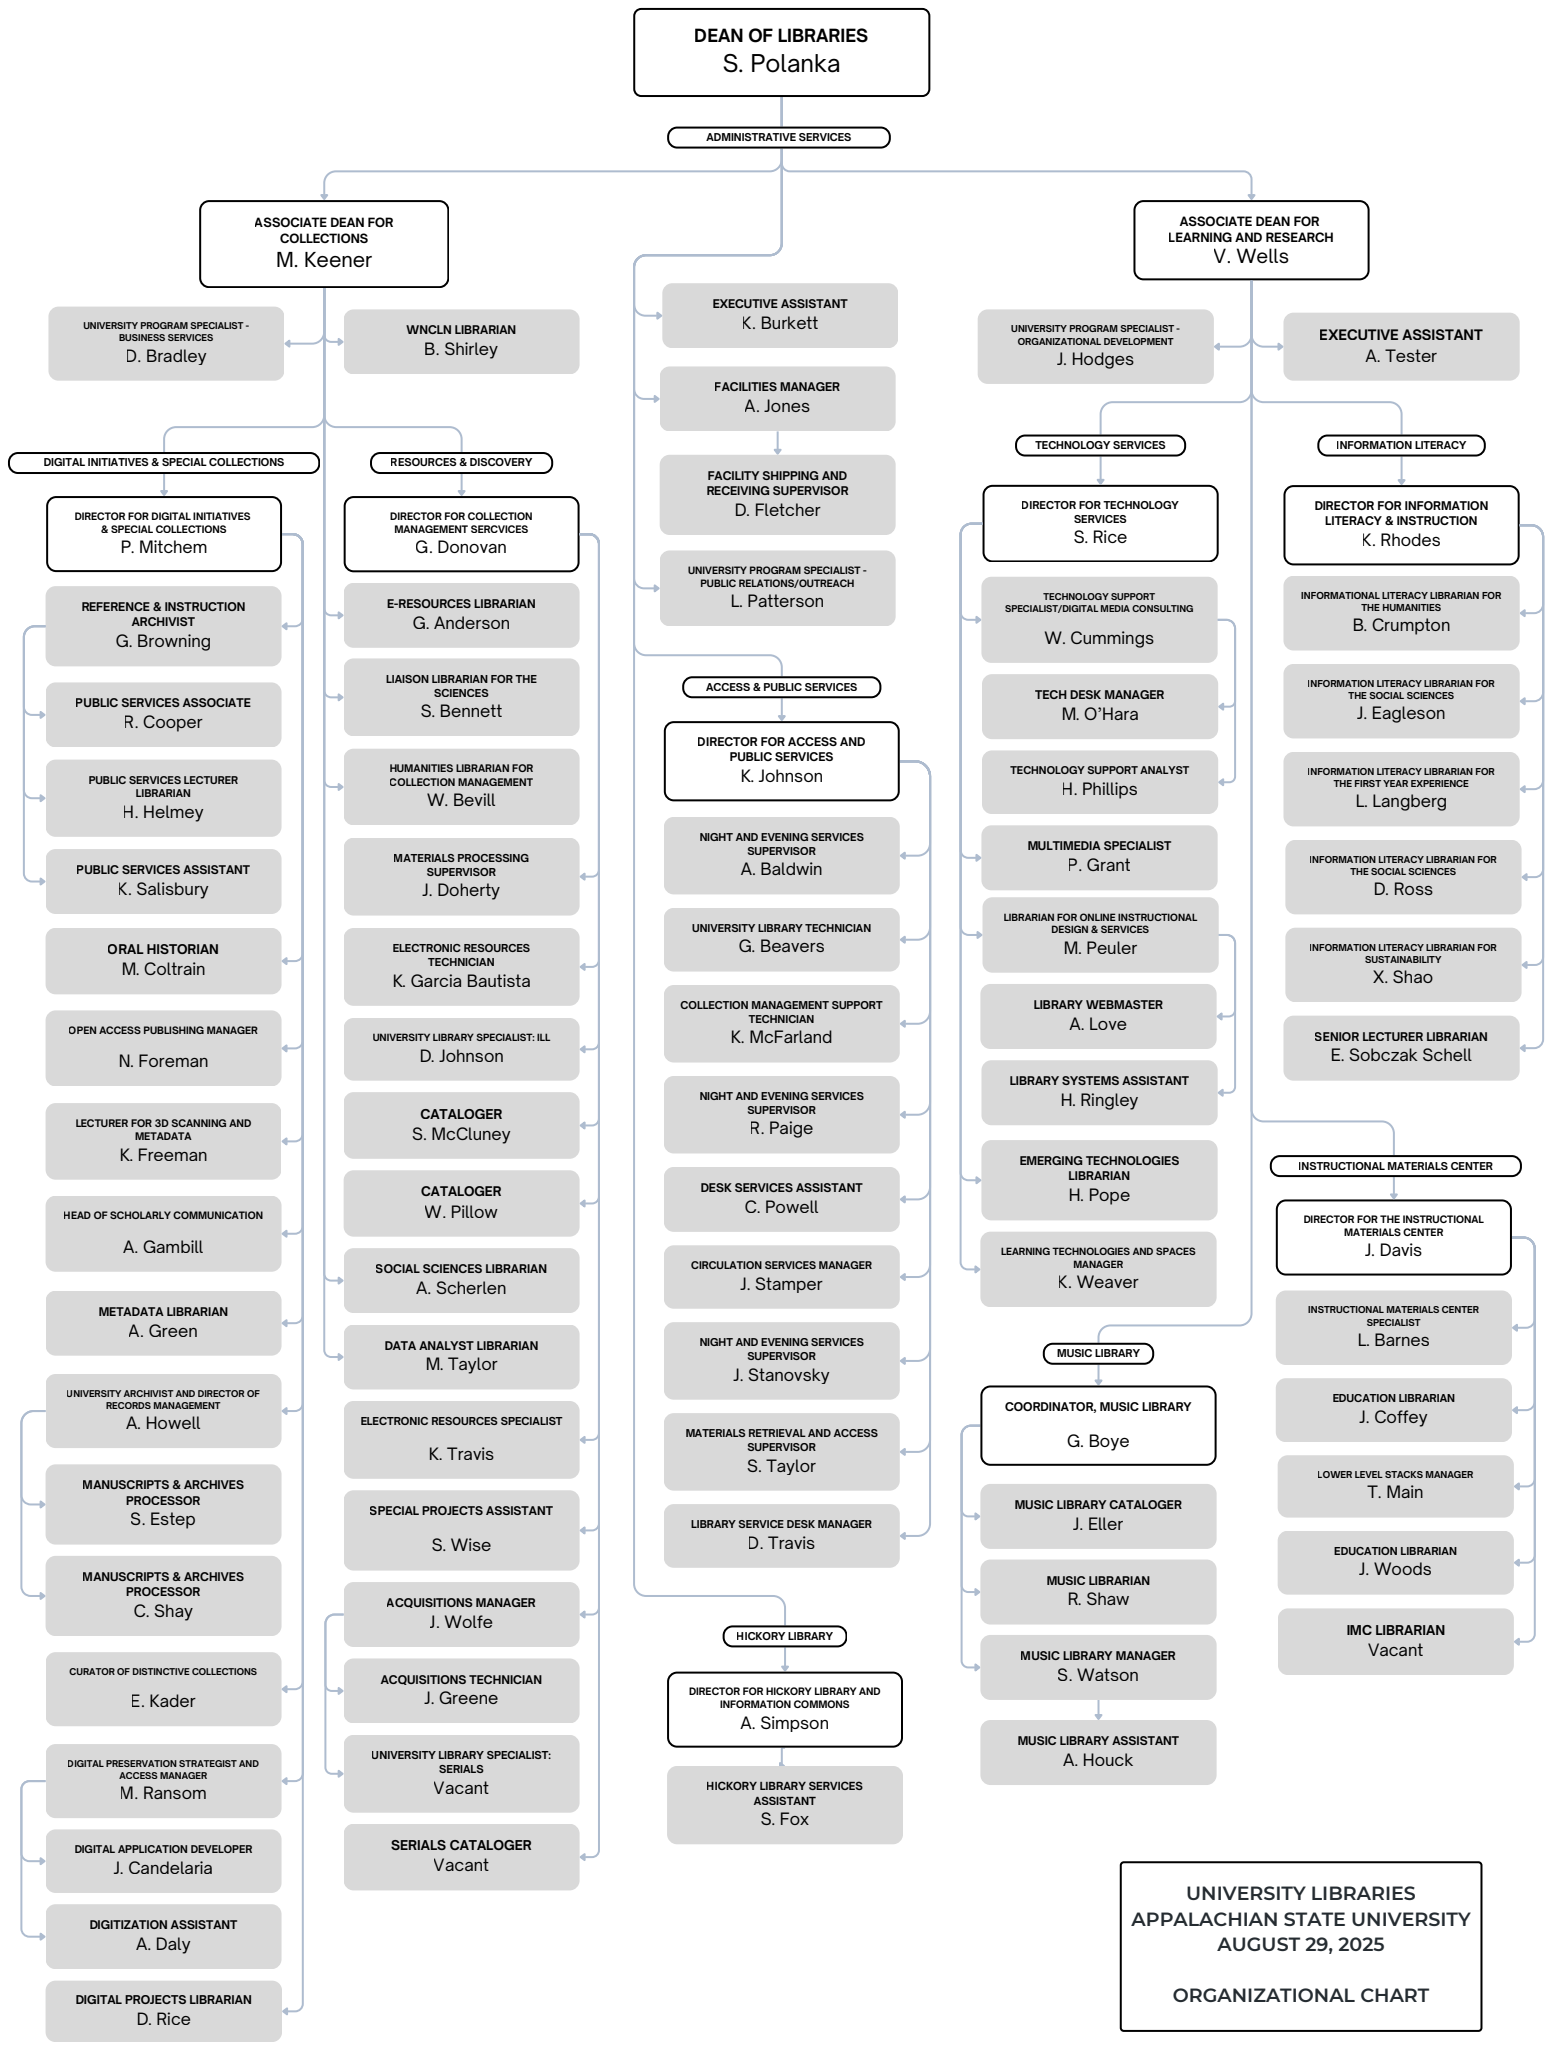 DEAN OF LIBRARIES
S. Polanka
ADMINISTRATIVE SERVICES
ASSOCIATE DEAN FOR
COLLECTIONS
M. Keener
UNIVERSITY PROGRAM SPECIALIST -
BUSINESS SERVICES
D. Bradley
WNCLN LIBRARIAN
B. Shirley
DIGITAL INITIATIVES & SPECIAL COLLECTIONS
DIRECTOR FOR DIGITAL INITIATIVES
& SPECIAL COLLECTIONS
P. Mitchem
REFERENCE & INSTRUCTION
ARCHIVIST
G. Browning
PUBLIC SERVICES ASSOCIATE
R. Cooper
PUBLIC SERVICES LECTURER
LIBRARIAN
H. Helmey
PUBLIC SERVICES ASSISTANT
K. Salisbury
ORAL HISTORIAN
M. Coltrain
OPEN ACCESS PUBLISHING MANAGER
N. Foreman
LECTURER FOR 3D SCANNING AND
METADATA
K. Freeman
HEAD OF SCHOLARLY COMMUNICATION
A. Gambill
METADATA LIBRARIAN
A. Green
UNIVERSITY ARCHIVIST AND DIRECTOR OF
RECORDS MANAGEMENT
A. Howell
MANUSCRIPTS & ARCHIVES
PROCESSOR
S. Estep
MANUSCRIPTS & ARCHIVES
PROCESSOR
C. Shay
CURATOR OF DISTINCTIVE COLLECTIONS
E. Kader
DIGITAL PRESERVATION STRATEGIST AND
ACCESS MANAGER
M. Ransom
DIGITAL APPLICATION DEVELOPER
J. Candelaria
DIGITIZATION ASSISTANT
A. Daly
DIGITAL PROJECTS LIBRARIAN
D. Rice
RESOURCES & DISCOVERY
DIRECTOR FOR COLLECTION
MANAGEMENT SERCVICES
G. Donovan
E-RESOURCES LIBRARIAN
G. Anderson
LIAISON LIBRARIAN FOR THE
SCIENCES
S. Bennett
HUMANITIES LIBRARIAN FOR
COLLECTION MANAGEMENT
W. Bevill
MATERIALS PROCESSING
SUPERVISOR
J. Doherty
ELECTRONIC RESOURCES
TECHNICIAN
K. Garcia Bautista
UNIVERSITY LIBRARY SPECIALIST: ILL
D. Johnson
CATALOGER
S. McCluney
CATALOGER
W. Pillow
SOCIAL SCIENCES LIBRARIAN
A. Scherlen
DATA ANALYST LIBRARIAN
M. Taylor
ELECTRONIC RESOURCES SPECIALIST
K. Travis
SPECIAL PROJECTS ASSISTANT
S. Wise
ACQUISITIONS MANAGER
J. Wolfe
ACQUISITIONS TECHNICIAN
J. Greene
UNIVERSITY LIBRARY SPECIALIST:
SERIALS
Vacant
SERIALS CATALOGER
Vacant
EXECUTIVE ASSISTANT
K. Burkett
FACILITIES MANAGER
A. Jones
FACILITY SHIPPING AND
RECEIVING SUPERVISOR
D. Fletcher
UNIVERSITY PROGRAM SPECIALIST -
PUBLIC RELATIONS/OUTREACH
L. Patterson
ACCESS & PUBLIC SERVICES
DIRECTOR FOR ACCESS AND
PUBLIC SERVICES
K. Johnson
NIGHT AND EVENING SERVICES
SUPERVISOR
A. Baldwin
UNIVERSITY LIBRARY TECHNICIAN
G. Beavers
COLLECTION MANAGEMENT SUPPORT
TECHNICIAN
K. McFarland
NIGHT AND EVENING SERVICES
SUPERVISOR
R. Paige
DESK SERVICES ASSISTANT
C. Powell
CIRCULATION SERVICES MANAGER
J. Stamper
NIGHT AND EVENING SERVICES
SUPERVISOR
J. Stanovsky
MATERIALS RETRIEVAL AND ACCESS
SUPERVISOR
S. Taylor
LIBRARY SERVICE DESK MANAGER
D. Travis
HICKORY LIBRARY
DIRECTOR FOR HICKORY LIBRARY AND
INFORMATION COMMONS
A. Simpson
HICKORY LIBRARY SERVICES
ASSISTANT
S. Fox
ASSOCIATE DEAN FOR
LEARNING AND RESEARCH
V. Wells
UNIVERSITY PROGRAM SPECIALIST -
ORGANIZATIONAL DEVELOPMENT
J. Hodges
EXECUTIVE ASSISTANT
A. Tester
TECHNOLOGY SERVICES
DIRECTOR FOR TECHNOLOGY
SERVICES
S. Rice
TECHNOLOGY SUPPORT
SPECIALIST/DIGITAL MEDIA CONSULTING
W. Cummings
TECH DESK MANAGER
M. O’Hara
TECHNOLOGY SUPPORT ANALYST
H. Phillips
MULTIMEDIA SPECIALIST
P. Grant
LIBRARIAN FOR ONLINE INSTRUCTIONAL
DESIGN & SERVICES
M. Peuler
LIBRARY WEBMASTER
A. Love
LIBRARY SYSTEMS ASSISTANT
H. Ringley
EMERGING TECHNOLOGIES
LIBRARIAN
H. Pope
LEARNING TECHNOLOGIES AND SPACES
MANAGER
K. Weaver
MUSIC LIBRARY
COORDINATOR, MUSIC LIBRARY
G. Boye
MUSIC LIBRARY CATALOGER
J. Eller
MUSIC LIBRARIAN
R. Shaw
MUSIC LIBRARY MANAGER
S. Watson
MUSIC LIBRARY ASSISTANT
A. Houck
INFORMATION LITERACY
DIRECTOR FOR INFORMATION
LITERACY & INSTRUCTION
K. Rhodes
INFORMATIONAL LITERACY LIBRARIAN FOR
THE HUMANITIES
B. Crumpton
INFORMATION LITERACY LIBRARIAN FOR
THE SOCIAL SCIENCES
J. Eagleson
INFORMATION LITERACY LIBRARIAN FOR
THE FIRST YEAR EXPERIENCE
L. Langberg
INFORMATION LITERACY LIBRARIAN FOR
THE SOCIAL SCIENCES
D. Ross
INFORMATION LITERACY LIBRARIAN FOR
SUSTAINABILITY
X. Shao
SENIOR LECTURER LIBRARIAN
E. Sobczak Schell
INSTRUCTIONAL MATERIALS CENTER
DIRECTOR FOR THE INSTRUCTIONAL
MATERIALS CENTER
J. Davis
INSTRUCTIONAL MATERIALS CENTER
SPECIALIST
L. Barnes
EDUCATION LIBRARIAN
J. Coffey
LOWER LEVEL STACKS MANAGER
T. Main
EDUCATION LIBRARIAN
J. Woods
IMC LIBRARIAN
Vacant
UNIVERSITY LIBRARIES
APPALACHIAN STATE UNIVERSITY
AUGUST 29, 2025
ORGANIZATIONAL CHART